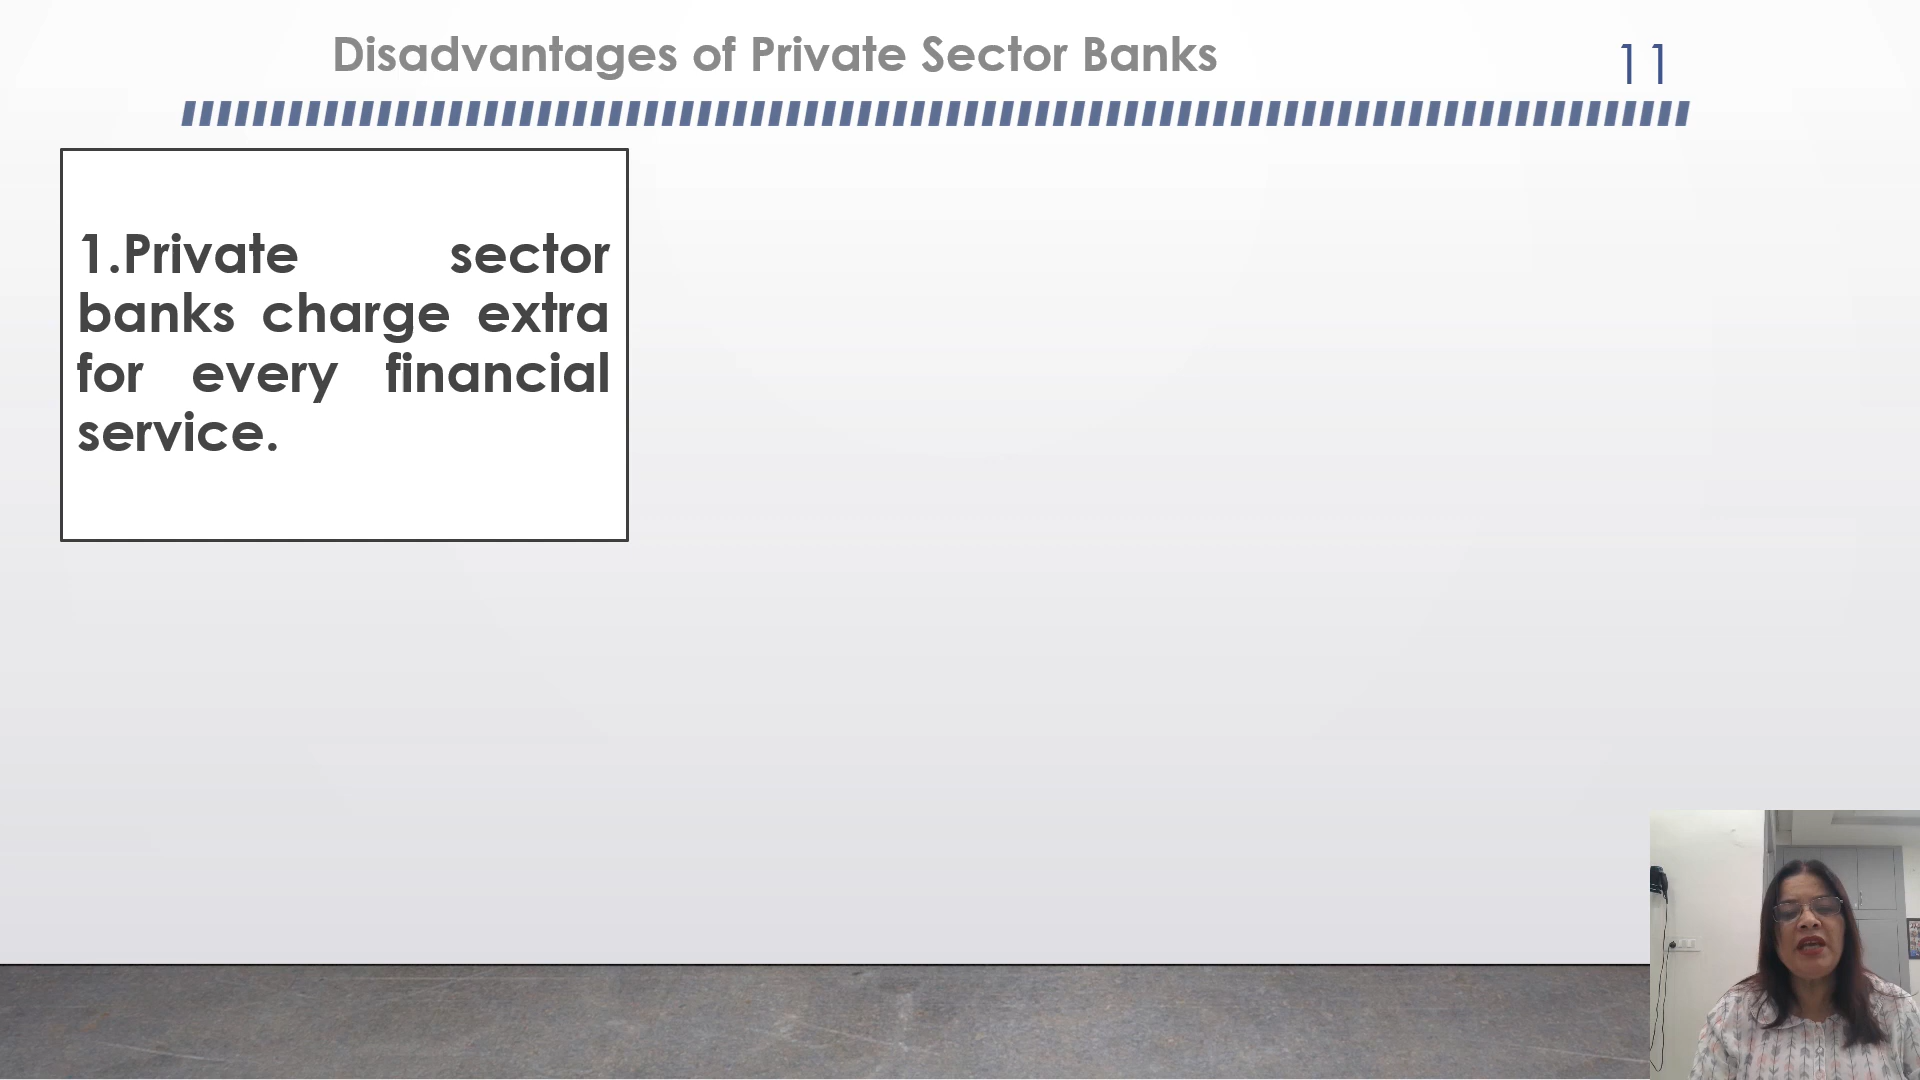 Disadvantages of Private Sector Banks
11
1.Private sector
banks charge extra
for every financial
service.